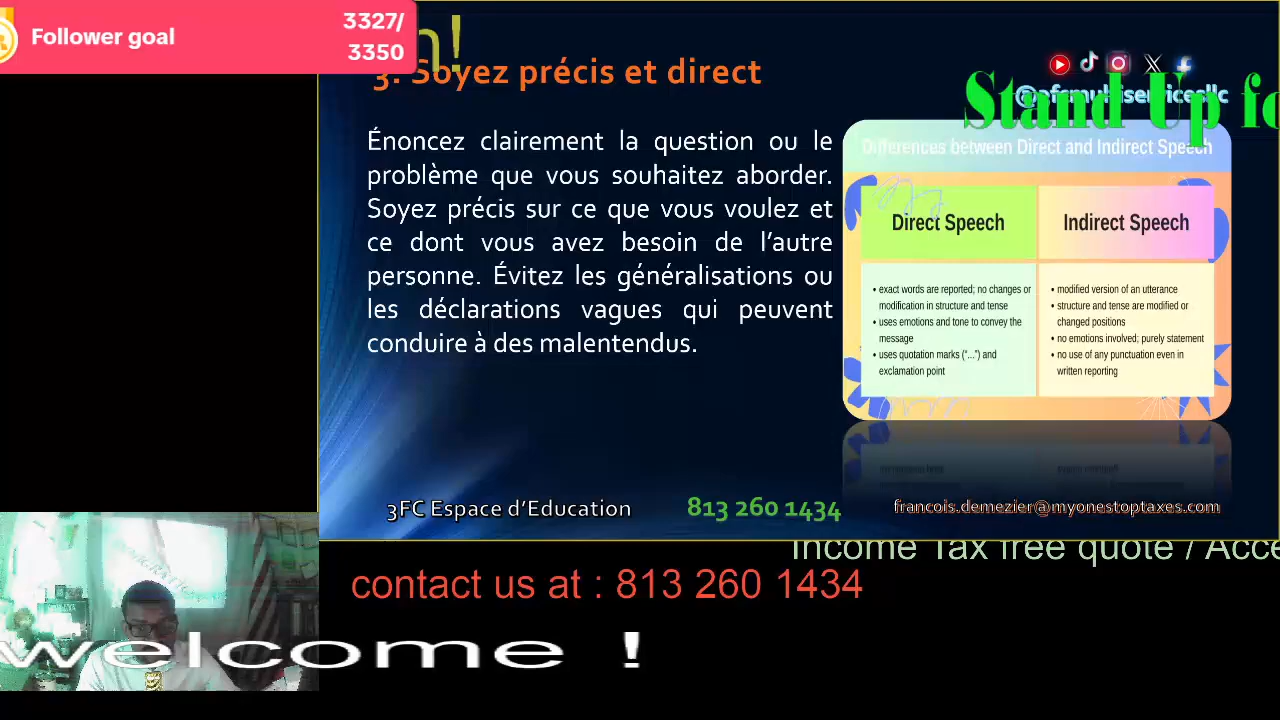 Follower goal
3327/
3350
n!
3. Soyez précis et direct
Stand Up fo
Énoncez clairement la question ou le
problème que vous souhaitez aborder.
Soyez précis sur ce que vous voulez et
ce dont vous avez besoin de l’autre
personne. Évitez les généralisations ou
les déclarations vagues qui peuvent
conduire à des malentendus.
Differences between Direct and Indirect Speech
Direct Speech
Indirect Speech
• exact words are reported; no changes or
modification in structure and tense
• uses emotions and tone to convey the
message
• uses quotation marks ("...") and
exclamation point
• modified version of an utterance
• structure and tense are modified or
changed positions
• no emotions involved; purely statement
• no use of any punctuation even in
written reporting
3FC Espace d’Education
813 260 1434
francois.demezier@myonestoptaxes.com
Income Tax free quote / Acce
contact us at : 813 260 1434
welcome !